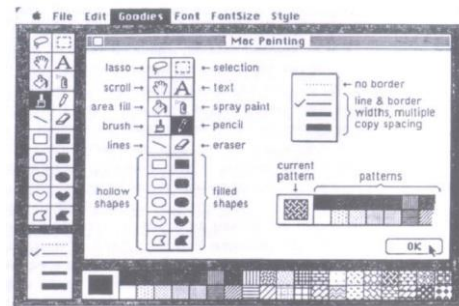 File Edit Goodies Font FontSize Style
Mac Painting
lasso → ← selection
scroll → ← text
area fill → ← spray paint
brush → ← pencil
lines → ← eraser
hollow shapes
filled shapes
← no border
line & border
widths, multiple
copy spacing
current
pattern
patterns
OK